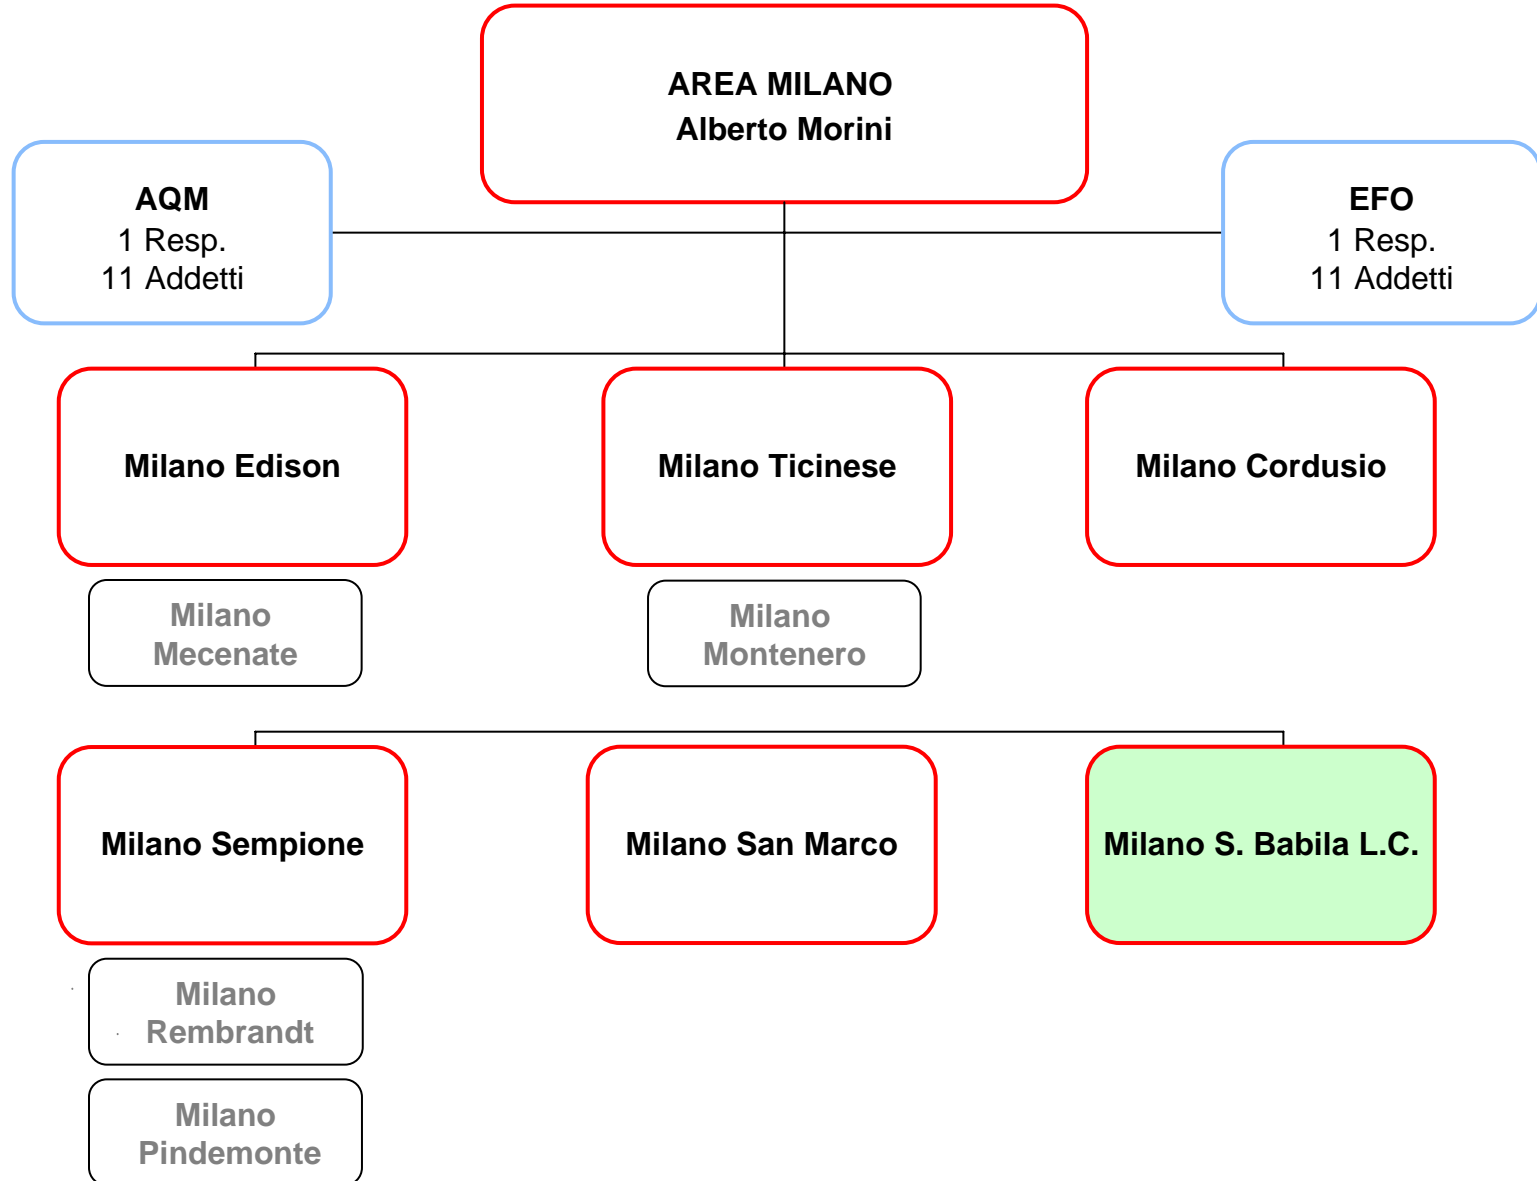 AREA MILANO
Alberto Morini
AQM
1 Resp.
11 Addetti
EFO
1 Resp.
11 Addetti
Milano Edison
Milano Ticinese
Milano Cordusio
Milano
Mecenate
Milano
Montenero
Milano Sempione
Milano San Marco
Milano S. Babila L.C.
Milano
Rembrandt
Milano
Pindemonte